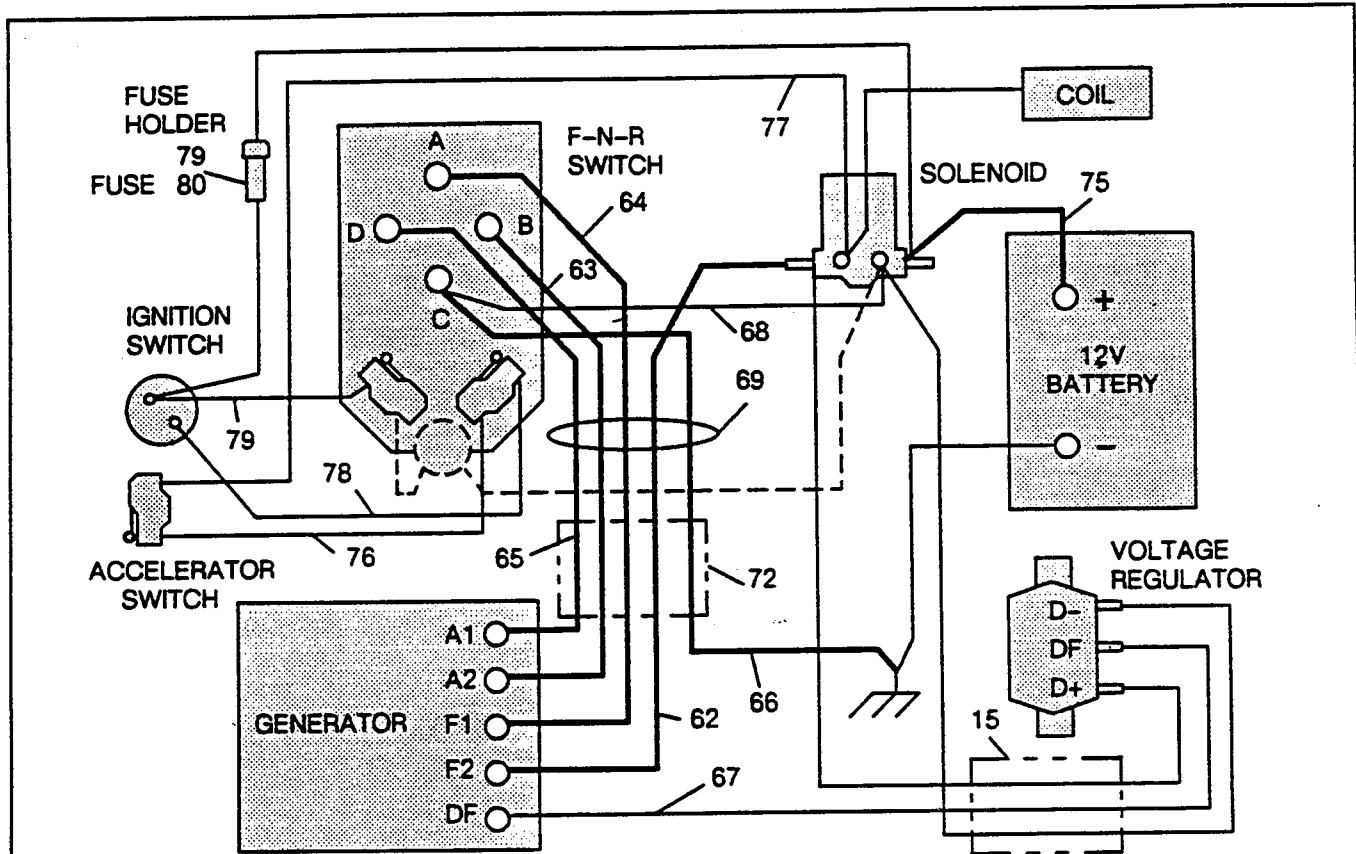 FUSE
HOLDER
79
FUSE 80
A
F-N-R
SWITCH
64
77
COIL
SOLENOID
75
D
B
63
C
68
+
12V
BATTERY
-
IGNITION
SWITCH
79
69
78
76
ACCELERATOR
SWITCH
65
72
VOLTAGE
REGULATOR
D-
DF
D+
A1
A2
GENERATOR
F1
F2
DF
66
62
67
15